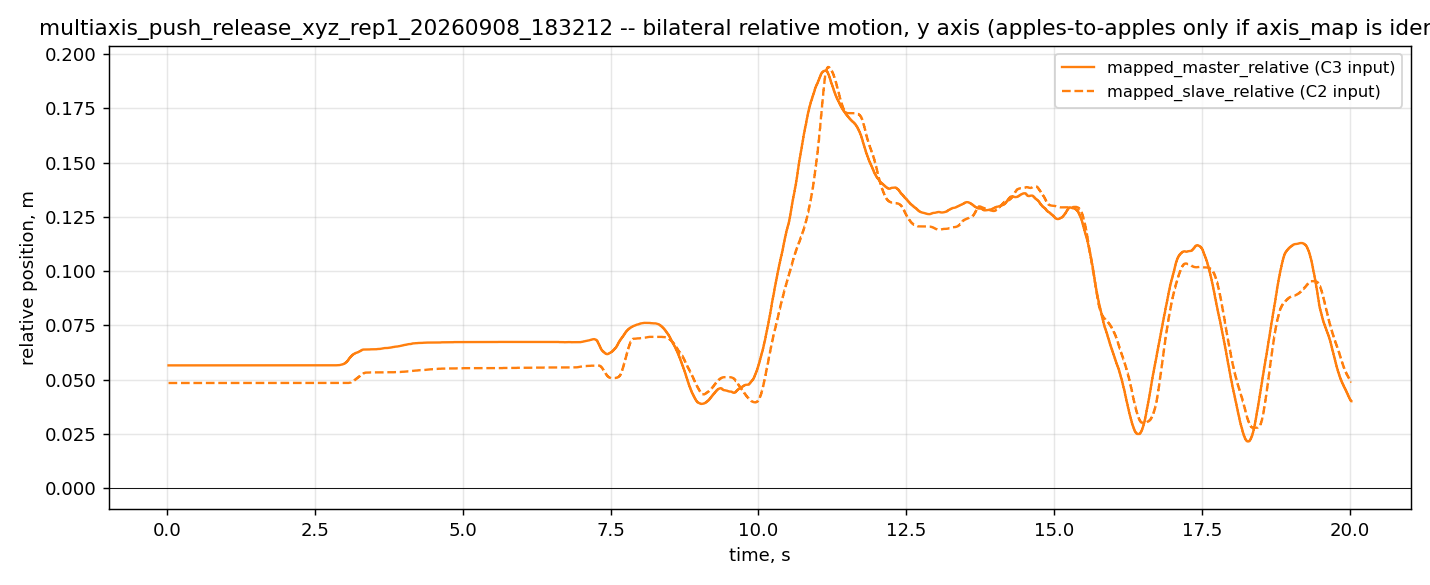 multiaxis_push_release_xyz_rep1_20260908_183212 -- bilateral relative motion, y axis (apples-to-apples only if axis_map is iden
mapped_master_relative (C3 input)
mapped_slave_relative (C2 input)
relative position, m
0.200
0.175
0.150
0.125
0.100
0.075
0.050
0.025
0.000
0.0 2.5 5.0 7.5 10.0 12.5 15.0 17.5 20.0
time, s